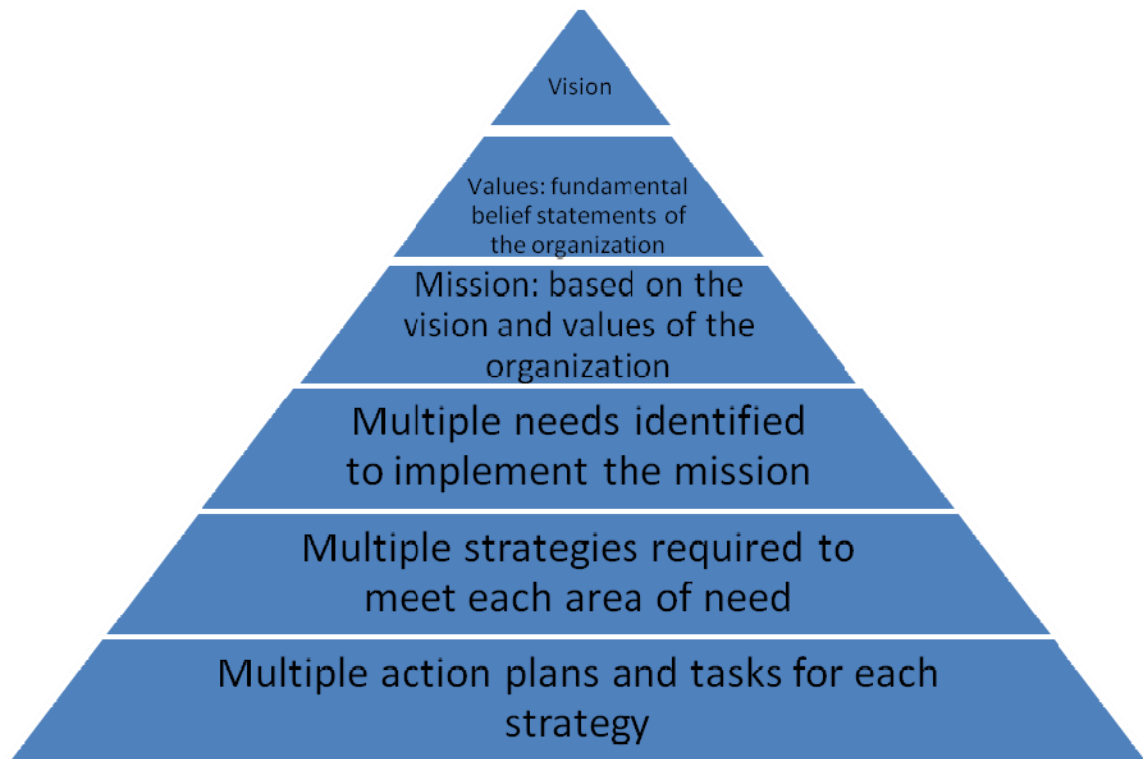 Vision
Values: fundamental
belief statements of
the organization
Mission: based on the
vision and values of the
organization
Multiple needs identified
to implement the mission
Multiple strategies required to
meet each area of need
Multiple action plans and tasks for each
strategy